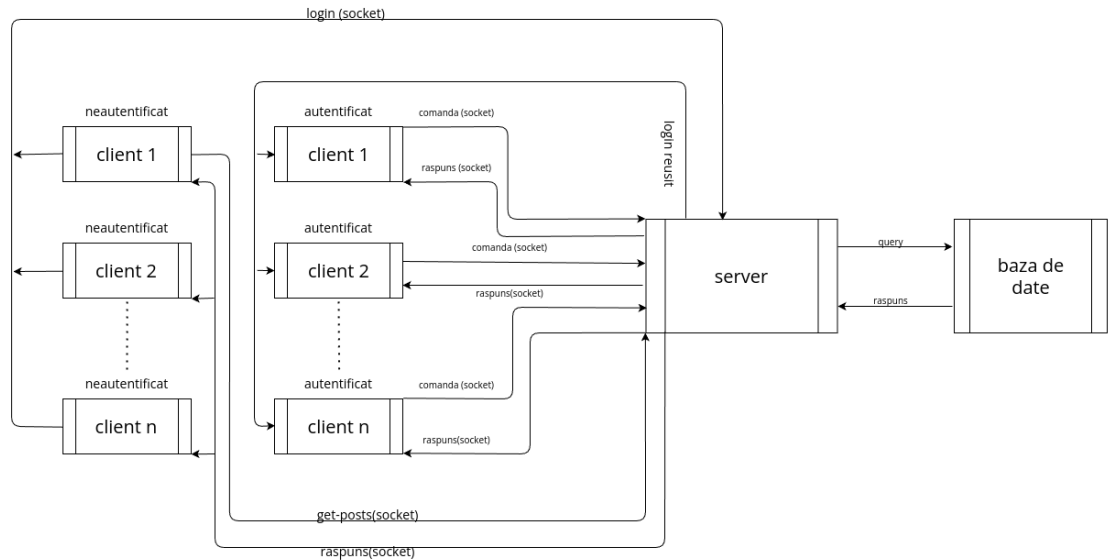 login (socket)
neautentificat
client 1
autentificat
client 1
comanda (socket)
raspuns (socket)
login reusit
neautentificat
client 2
autentificat
client 2
comanda (socket)
raspuns(socket)
server
query
raspuns
baza de
date
neautentificat
client n
autentificat
client n
comanda (socket)
raspuns(socket)
get-posts(socket)
raspuns(socket)